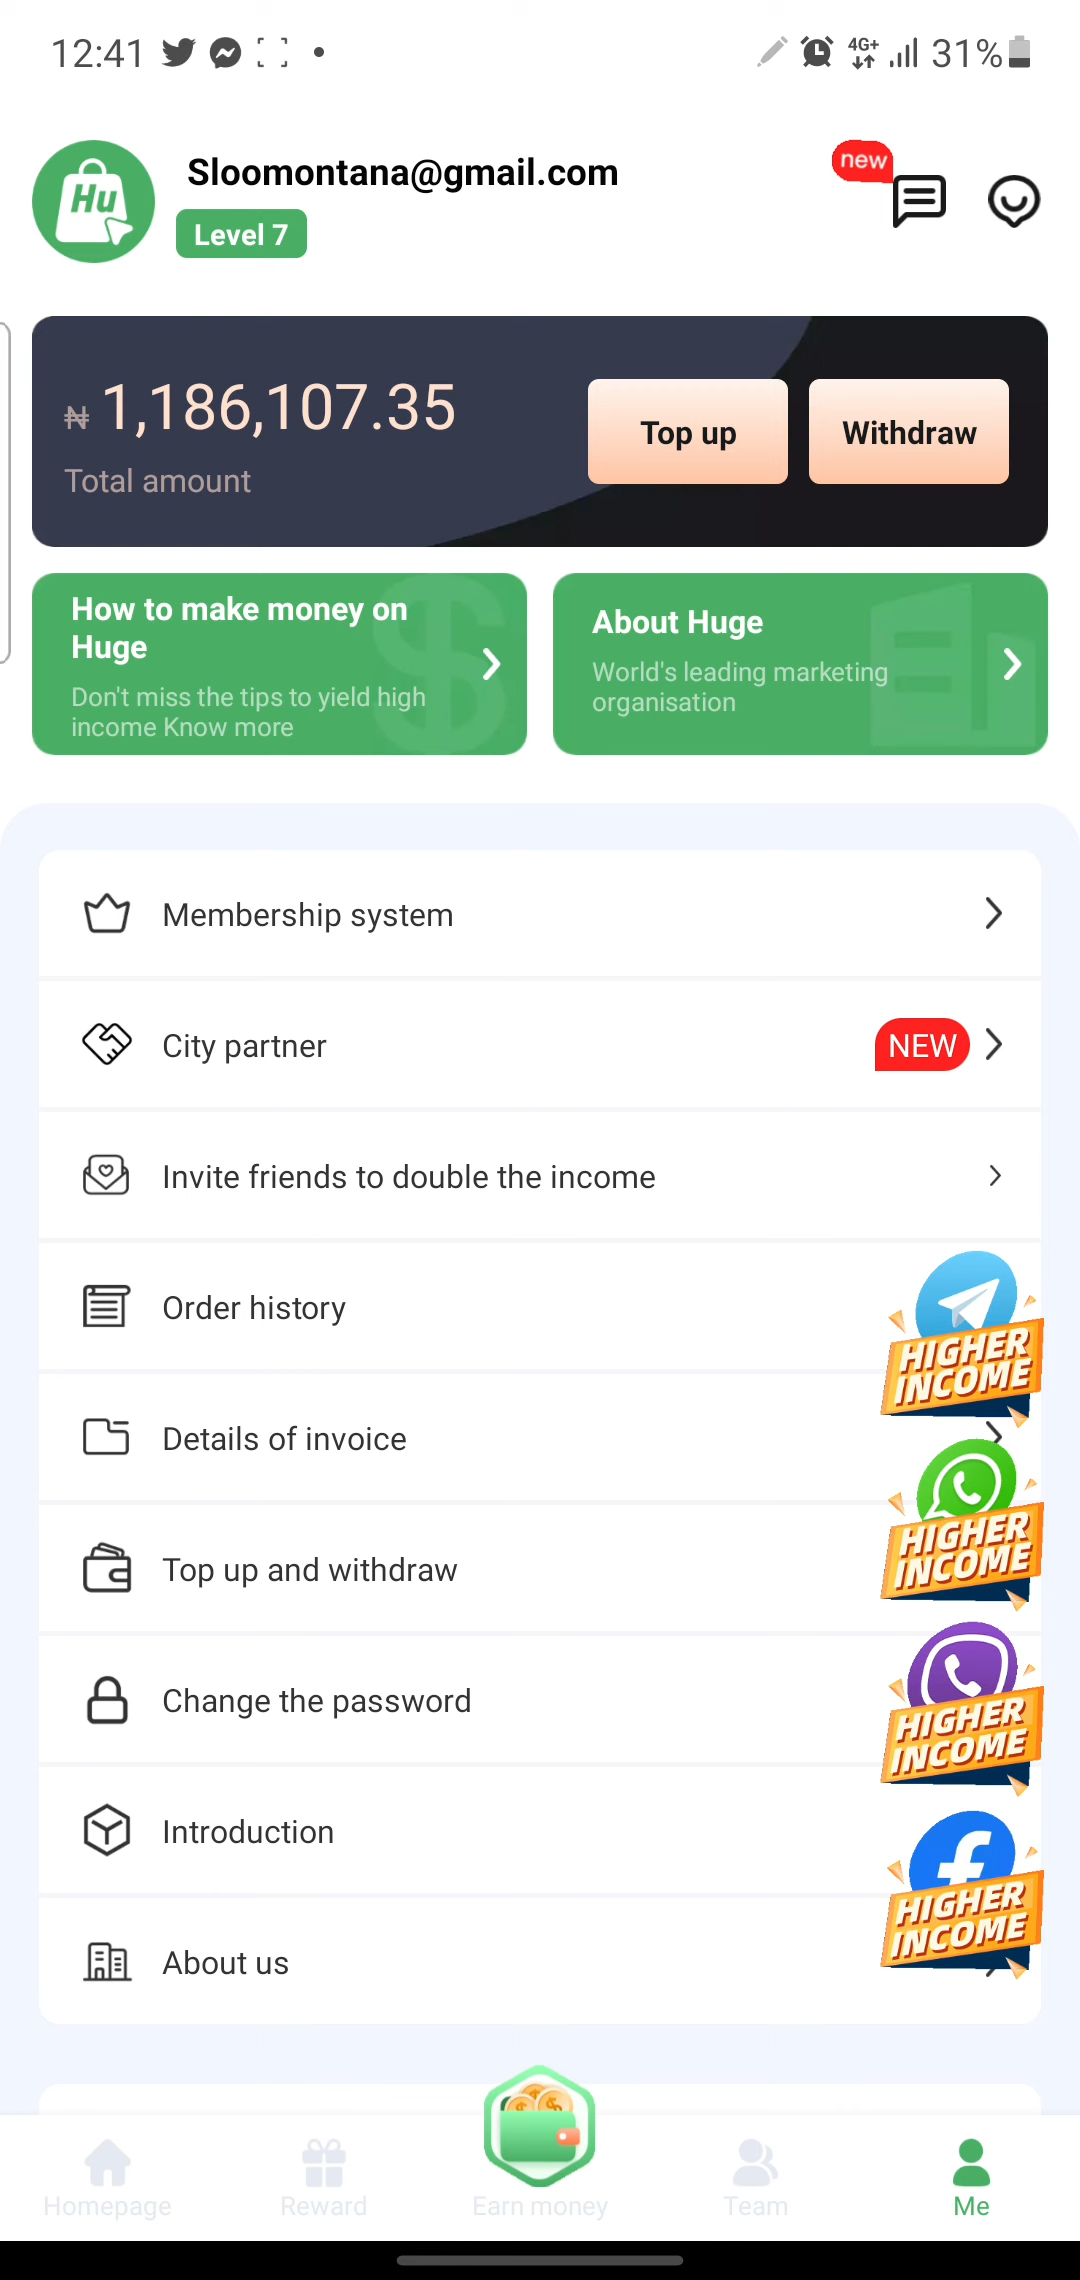 12:41
4G+
31%
Hu
Sloomontana@gmail.com
Level 7
new
₦ 1,186,107.35
Total amount
Top up
Withdraw
How to make money on
Huge
Don't miss the tips to yield high
income Know more
About Huge
World's leading marketing
organisation
Membership system
City partner
NEW
Invite friends to double the income
Order history
HIGHER
INCOME
Details of invoice
HIGHER
INCOME
Top up and withdraw
Change the password
HIGHER
INCOME
Introduction
HIGHER
INCOME
About us
Homepage
Reward
Earn money
Team
Me